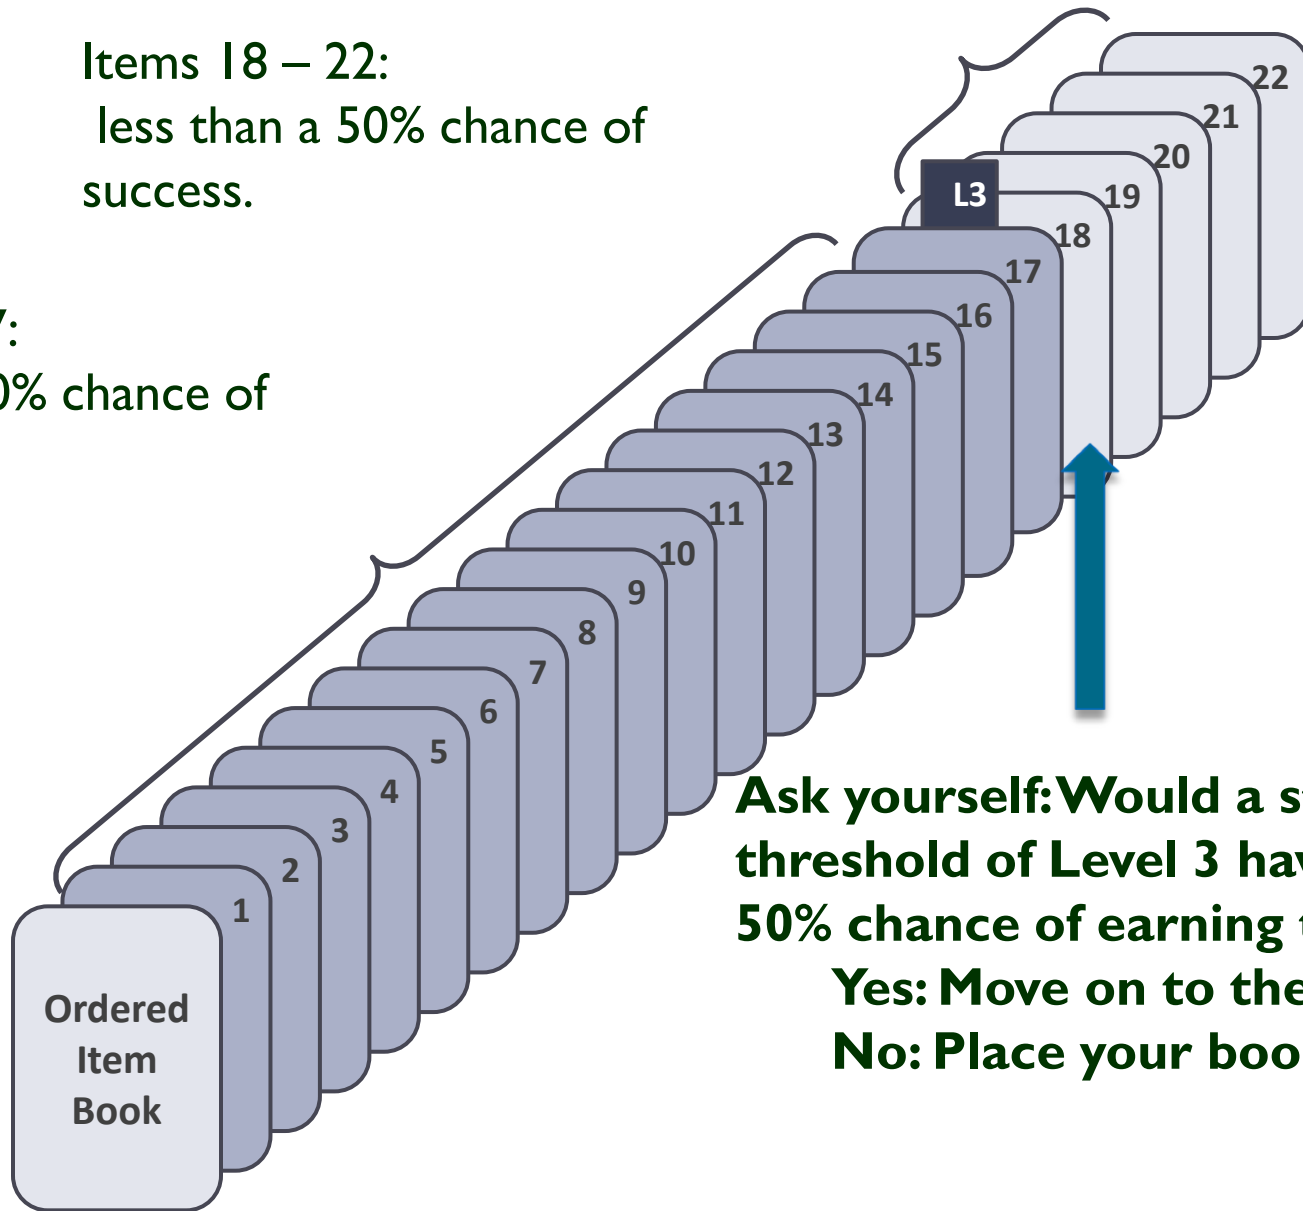 Items 18 – 22:
less than a 50% chance of
success.
7:
0% chance of
L3
22
21
20
19
18
17
16
15
14
13
12
11
10
9
8
7
6
5
4
3
2
1
Ordered
Item
Book
Ask yourself: Would a
threshold of Level 3
50% chance of earning
Yes: Move on to the
No: Place your